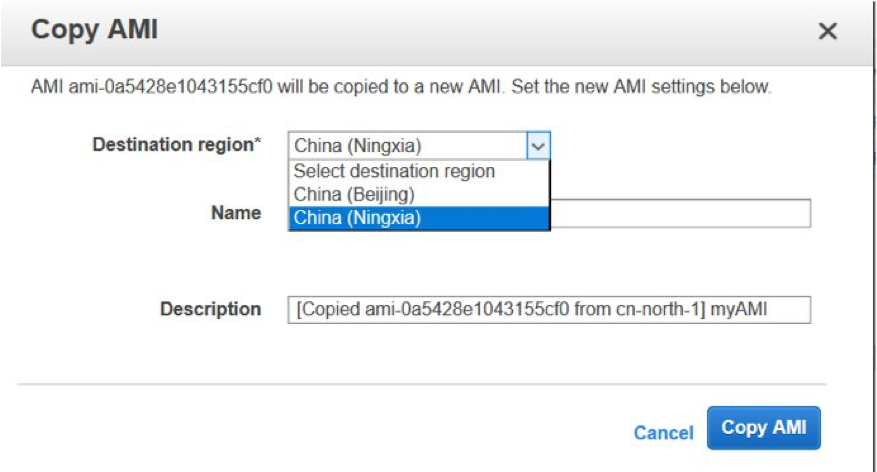 Copy AMI
AMI ami-0a5428e1043155cf0 will be copied to a new AMI. Set the new AMI settings below.
Destination region* China (Ningxia)
Select destination region
China (Beijing)
Name China (Ningxia)
Description [Copied ami-0a5428e1043155cf0 from cn-north-1] myAMI
Cancel Copy AMI